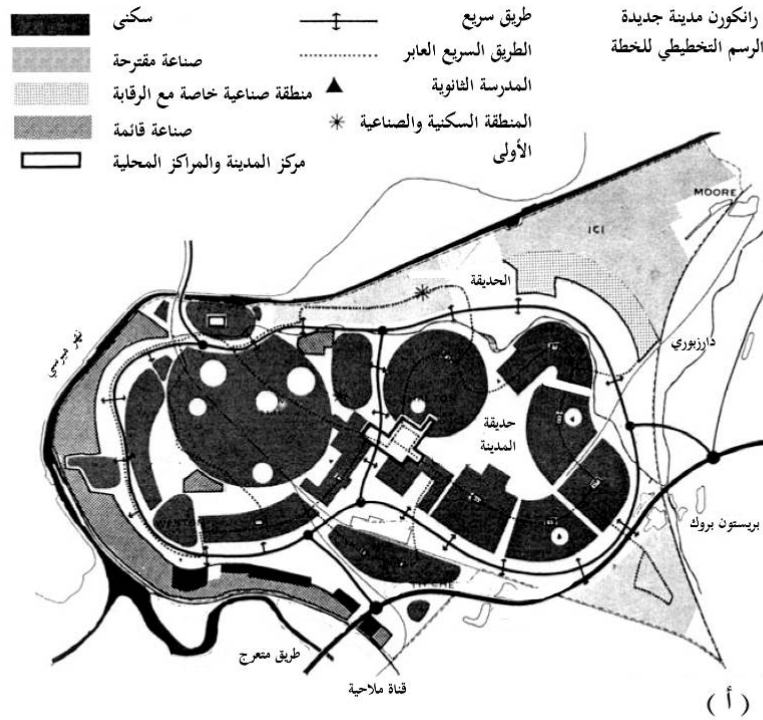 رانكورن مدينة جديدة
الرسم التخطيطي للخطة
طريق سريع
الطريق السريع العابر
المدرسة الثانوية
المنطقة السكنية والصناعية
الأولى
سكنى
صناعة مقترحة
منطقة صناعية خاصة مع الرقابة
صناعة قائمة
مركز المدينة والمراكز المحلية
MOORE
ICI
الحديقة
دارزبوري
نهر ميرسي
حديقة
المدينة
بريستون بروك
طريق متعرج
قناة ملاحية
( أ )